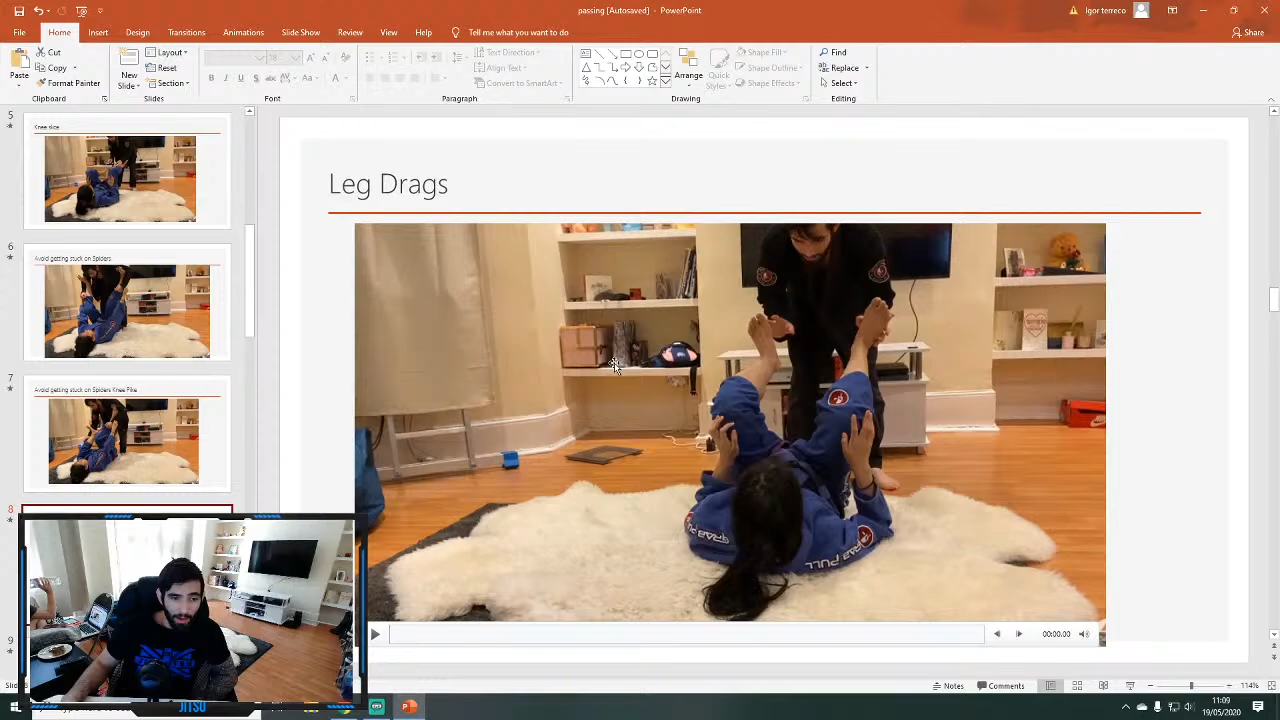 passing [Autosaved] - PowerPoint
Igor terreco
File
Home
Insert
Design
Transitions
Animations
Slide Show
Review
View
Help
Tell me what you want to do
Share
Paste
Cut
Copy
Format Painter
Clipboard
New
Slide
Layout
Reset
Section
Slides
18
Font
Text Direction
Align Text
Convert to SmartArt
Paragraph
Arrange
Quick
Styles
Shape Fill
Shape Outline
Shape Effects
Drawing
Find
Replace
Select
Editing
5
Knee slice
6
Avoid getting stuck on Spiders
7
Avoid getting stuck on Spiders Knee Pike
8
9
Leg Drags
GRAB PULL
00:00.00
JITSU
Notes
Comments
114%
11:09
19/05/2020